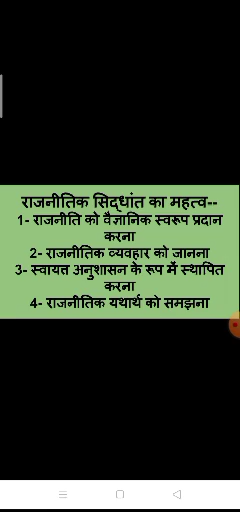 राजनीतिक सिद्धांत का महत्व--
1- राजनीति को वैज्ञानिक स्वरूप प्रदान
करना
2- राजनीतिक व्यवहार को जानना
3- स्वायत्त अनुशासन के रूप में स्थापित
करना
4- राजनीतिक यथार्थ को समझना